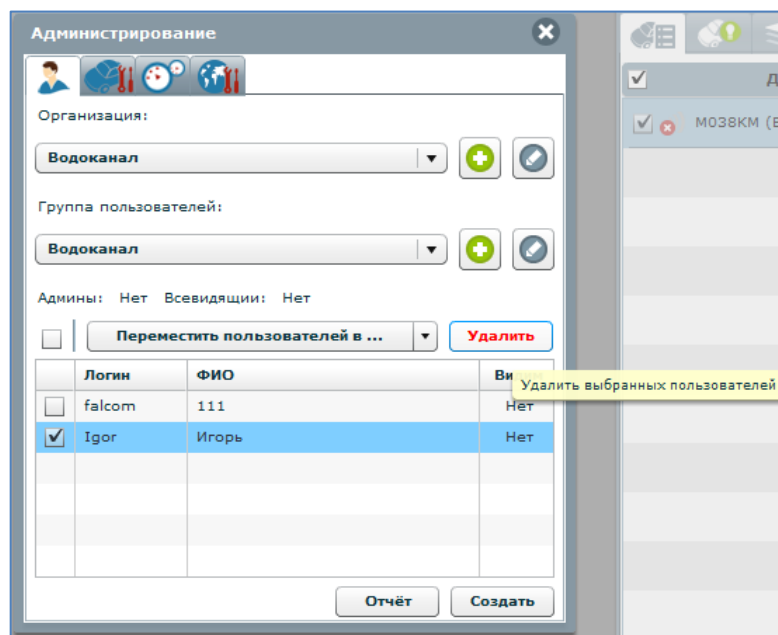 Администрирование
Организация:
Водоканал
Группа пользователей:
Водоканал
Админы: Нет Всевидящии: Нет
Переместить пользователей в ... Удалить
Логин ФИО
Удалить выбранных пользователей
falcom 111 Нет
Igor Игорь Нет
Отчёт Создать
М038КМ